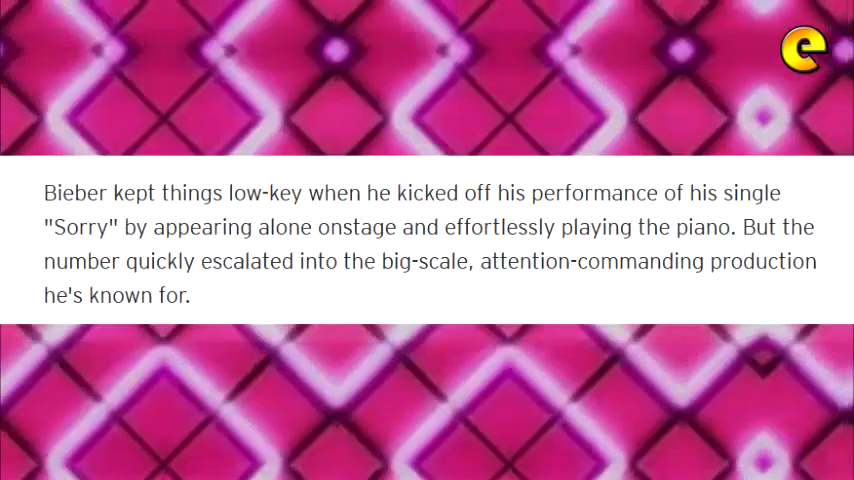 e
Bieber kept things low-key when he kicked off his performance of his single
"Sorry" by appearing alone onstage and effortlessly playing the piano. But the
number quickly escalated into the big-scale, attention-commanding production
he's known for.